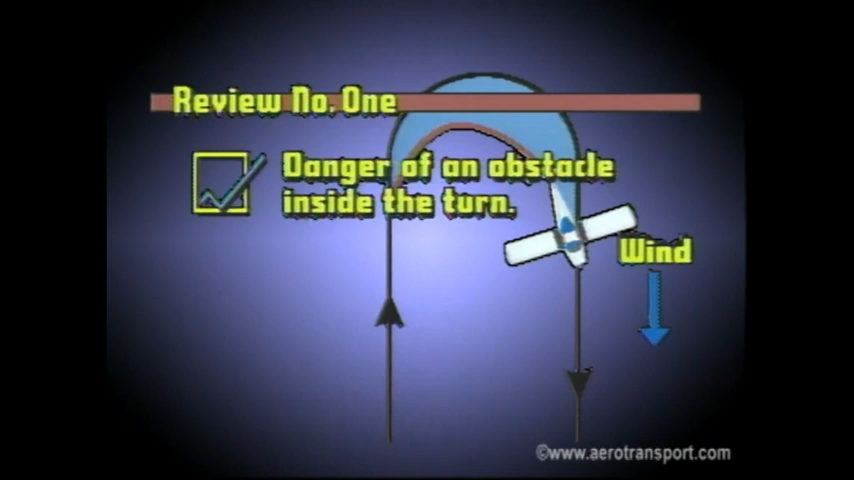 Review No. One
Danger of an obstacle
inside the turn.
Wind
©www.aerotransport.com